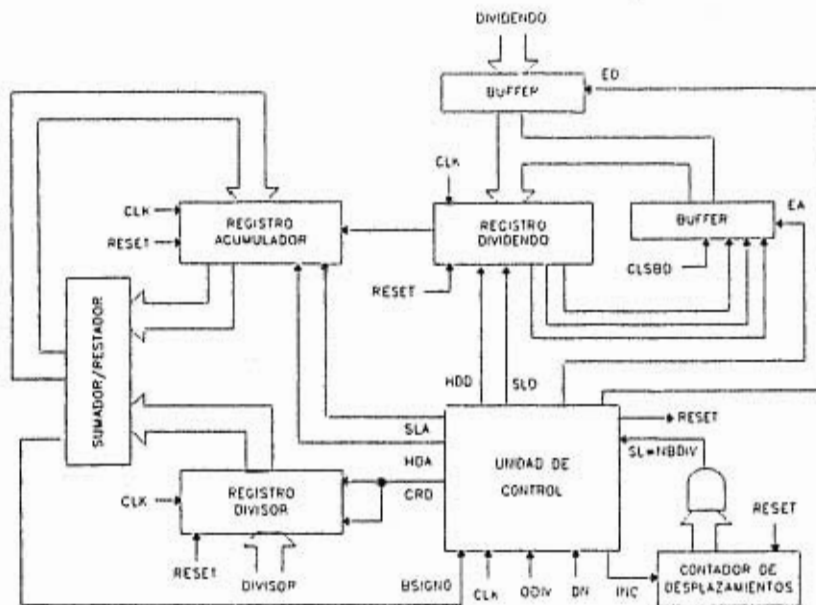 DIVIDENDO
BUFFER
ED
CLK
CLK
REGISTRO
ACUMULADOR
RESET
REGISTRO
DIVIDENDO
BUFFER
EA
CLSBD
RESET
SUMADOR/RESTADOR
HDD
SLD
SLA
HDA
CRD
UNIDAD DE
CONTROL
RESET
SL=NBDIV
CLK
REGISTRO
DIVISOR
RESET
DIVISOR
RESET
BSIGNO
CLK
ODIV
DN
INC
CONTADOR DE
DESPLAZAMIENTOS